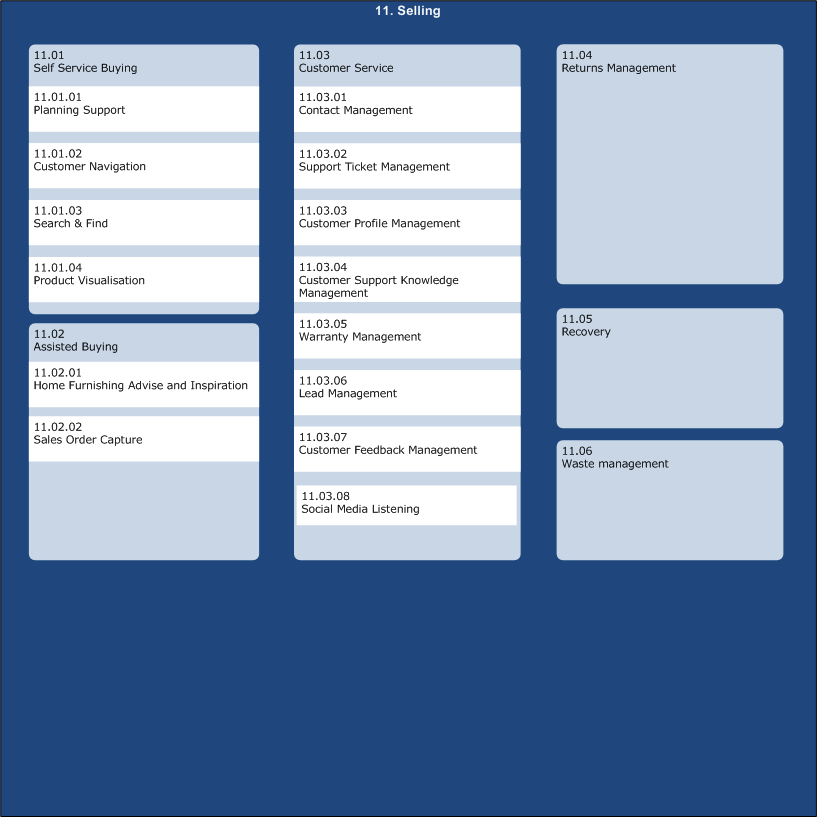 11. Selling
11.01
Self Service Buying
11.01.01
Planning Support
11.01.02
Customer Navigation
11.01.03
Search & Find
11.01.04
Product Visualisation
11.02
Assisted Buying
11.02.01
Home Furnishing Advise and Inspiration
11.02.02
Sales Order Capture
11.03
Customer Service
11.03.01
Contact Management
11.03.02
Support Ticket Management
11.03.03
Customer Profile Management
11.03.04
Customer Support Knowledge
Management
11.03.05
Warranty Management
11.03.06
Lead Management
11.03.07
Customer Feedback Management
11.03.08
Social Media Listening
11.04
Returns Management
11.05
Recovery
11.06
Waste management